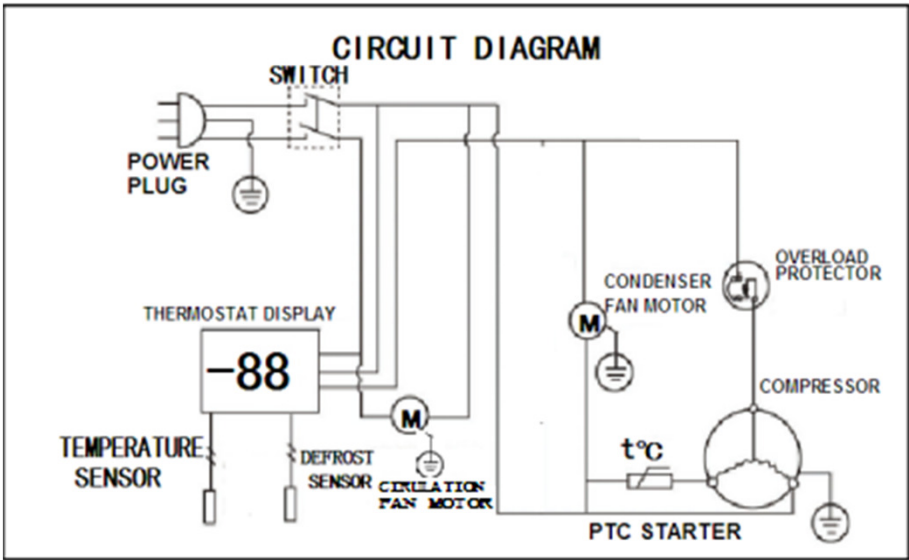 CIRCUIT DIAGRAM
SWITCH
POWER
PLUG
OVERLOAD
PROTECTOR
CONDENSER
FAN MOTOR
M
THERMOSTAT DISPLAY
-88
COMPRESSOR
M
TEMPERATURE
SENSOR
DEFROST
SENSOR
t°C
CIRULATION
FAN MOTOR
PTC STARTER